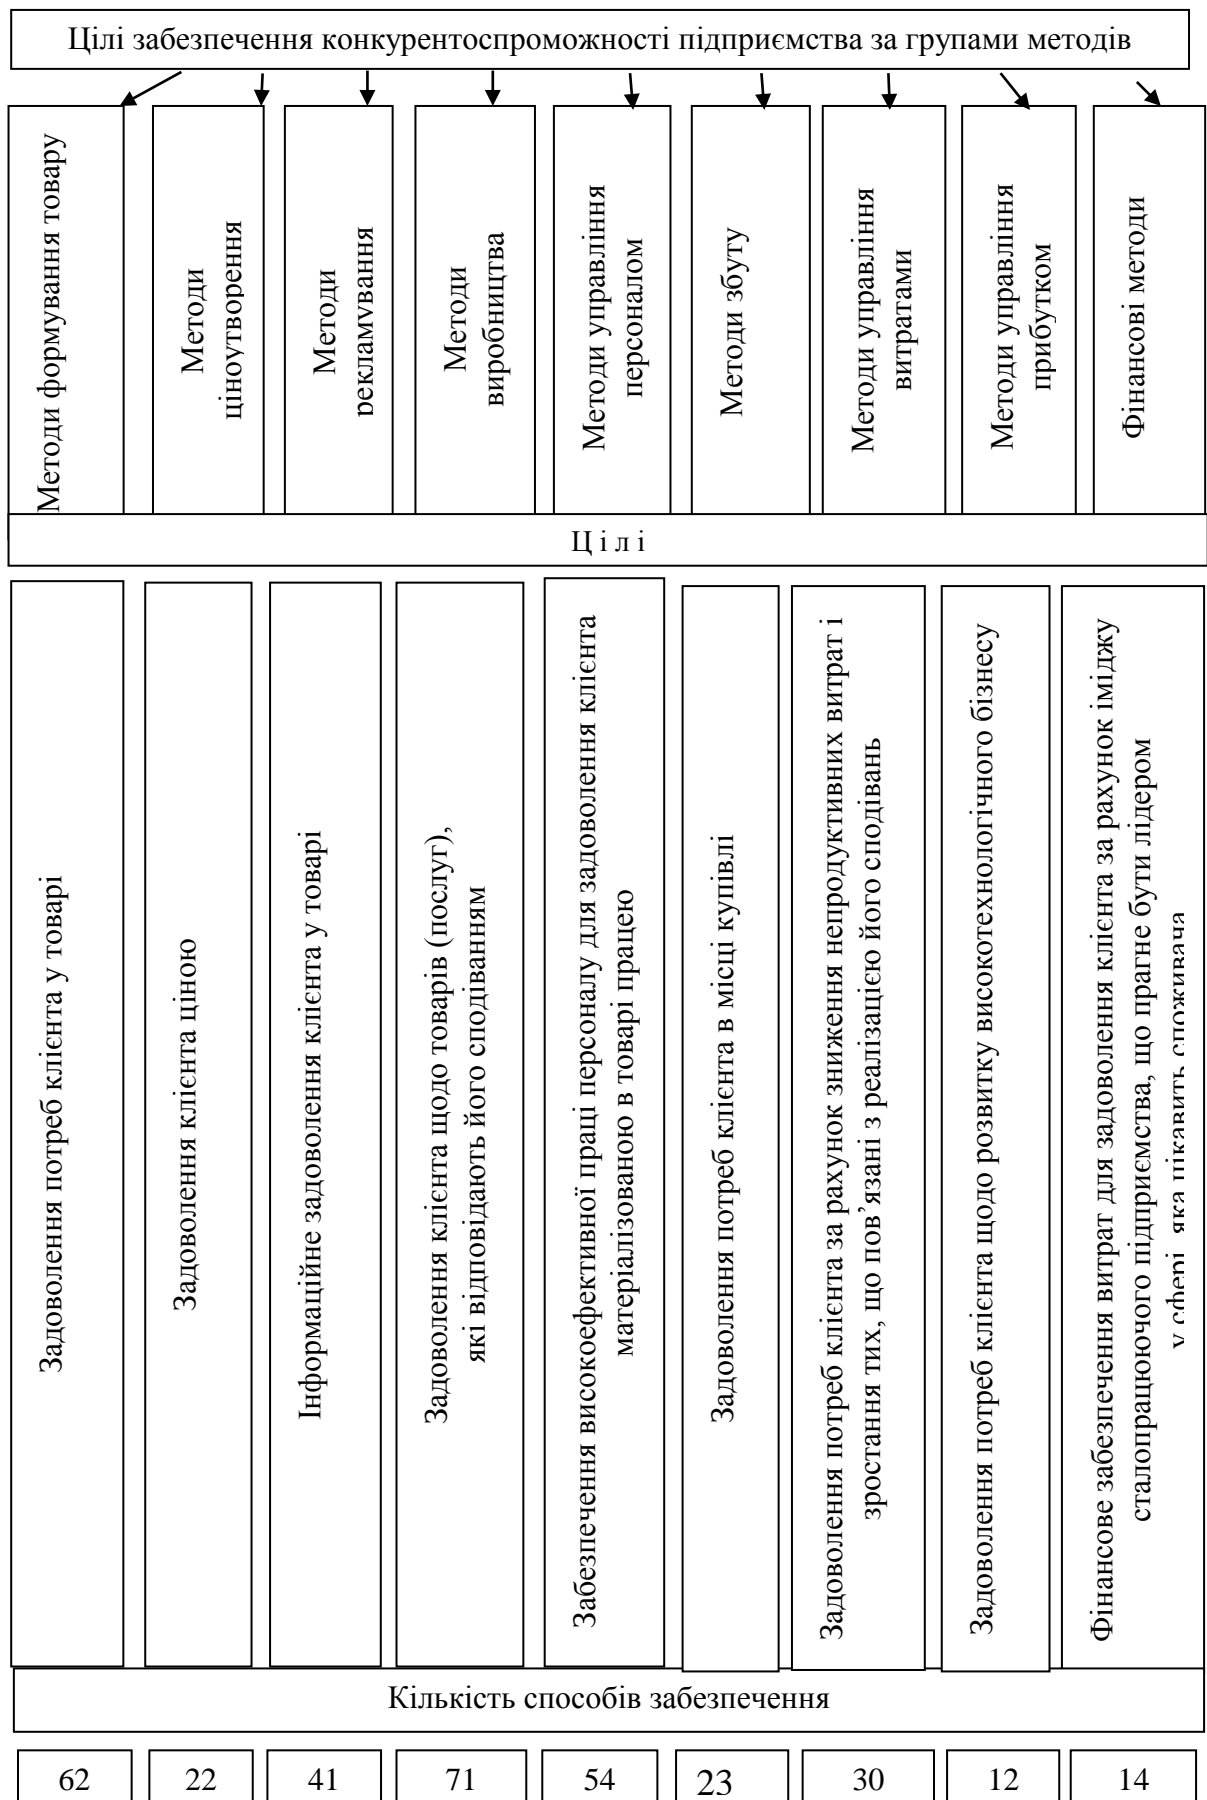 Цілі забезпечення конкурентоспроможності підприємства за групами методів
Методи формування товару
Методи
ціноутворення
Методи
рекламування
Методи
виробництва
Методи управління
персоналом
Методи збуту
Методи управління
витратами
Методи управління
прибутком
Фінансові методи
Ц і л і
Задоволення потреб клієнта у товарі
Задоволення клієнта ціною
Інформаційне задоволення клієнта у товарі
Задоволення клієнта щодо товарів (послуг),
які відповідають його сподіванням
Забезпечення високоефективної праці персоналу для задоволення клієнта
матеріалізованою в товарі працею
Задоволення потреб клієнта в місці купівлі
Задоволення потреб клієнта за рахунок зниження непродуктивних витрат і
зростання тих, що пов’язані з реалізацією його сподівань
Задоволення потреб клієнта щодо розвитку високотехнологічного бізнесу
Фінансове забезпечення витрат для задоволення клієнта за рахунок іміджу
сталопрацюючого підприємства, що прагне бути лідером
у сфері, яка цікавить споживача
Кількість способів забезпечення
62
22
41
71
54
23
30
12
14